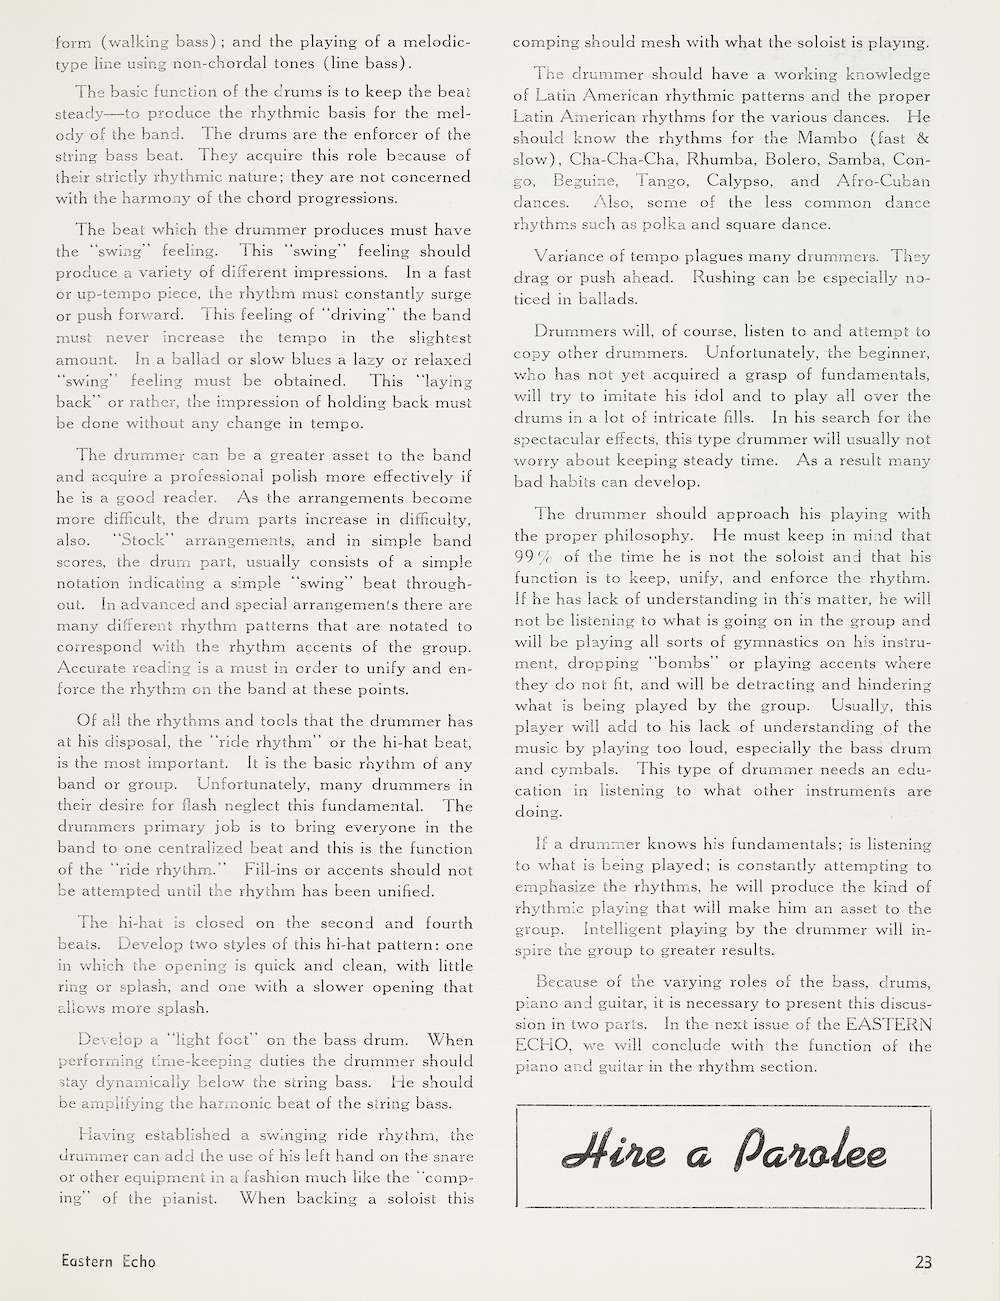 form (walking bass); and the playing of a melodic-
type line using non-chordal tones (line bass).
The basic function of the drums is to keep the beat
steady—to produce the rhythmic basis for the mel-
ody of the band. The drums are the enforcer of the
string bass beat. They acquire this role because of
their strictly rhythmic nature; they are not concerned
with the harmony of the chord progressions.
The beat which the drummer produces must have
the "swing" feeling. This "swing" feeling should
produce a variety of different impressions. In a fast
or up-tempo piece, the rhythm must constantly surge
or push forward. This feeling of "driving" the band
must never increase the tempo in the slightest
amount. In a ballad or slow blues a lazy or relaxed
"swing" feeling must be obtained. This "laying
back" or rather, the impression of holding back must
be done without any change in tempo.
The drummer can be a greater asset to the band
and acquire a professional polish more effectively if
he is a good reader. As the arrangements become
more difficult, the drum parts increase in difficulty,
also. "Stock" arrangements, and in simple band
scores, the drum part, usually consists of a simple
notation indicating a simple "swing" beat through-
out. In advanced and special arrangements there are
many different rhythm patterns that are notated to
correspond with the rhythm accents of the group.
Accurate reading is a must in order to unify and en-
force the rhythm on the band at these points.
Of all the rhythms and tools that the drummer has
at his disposal, the "ride rhythm" or the hi-hat beat,
is the most important. It is the basic rhythm of any
band or group. Unfortunately, many drummers in
their desire for flash neglect this fundamental. The
drummers primary job is to bring everyone in the
band to one centralized beat and this is the function
of the "ride rhythm." Fill-ins or accents should not
be attempted until the rhythm has been unified.
The hi-hat is closed on the second and fourth
beats. Develop two styles of this hi-hat pattern: one
in which the opening is quick and clean, with little
ring or splash, and one with a slower opening that
allows more splash.
Develop a "light foot" on the bass drum. When
performing time-keeping duties the drummer should
stay dynamically below the string bass. He should
be amplifying the harmonic beat of the string bass.
Having established a swinging ride rhythm, the
drummer can add the use of his left hand on the snare
or other equipment in a fashion much like the "comp-
ing" of the pianist. When backing a soloist this
comping should mesh with what the soloist is playing.
The drummer should have a working knowledge
of Latin American rhythmic patterns and the proper
Latin American rhythms for the various dances. He
should know the rhythms for the Mambo (fast &
slow), Cha-Cha-Cha, Rhumba, Bolero, Samba, Con-
go, Beguine, Tango, Calypso, and Afro-Cuban
dances. Also, some of the less common dance
rhythms such as polka and square dance.
Variance of tempo plagues many drummers. They
drag or push ahead. Rushing can be especially no-
ticed in ballads.
Drummers will, of course, listen to and attempt to
copy other drummers. Unfortunately, the beginner,
who has not yet acquired a grasp of fundamentals,
will try to imitate his idol and to play all over the
drums in a lot of intricate fills. In his search for the
spectacular effects, this type drummer will usually not
worry about keeping steady time. As a result many
bad habits can develop.
The drummer should approach his playing with
the proper philosophy. He must keep in mind that
99% of the time he is not the soloist and that his
function is to keep, unify, and enforce the rhythm.
If he has lack of understanding in this matter, he will
not be listening to what is going on in the group and
will be playing all sorts of gymnastics on his instru-
ment, dropping "bombs" or playing accents where
they do not fit, and will be detracting and hindering
what is being played by the group. Usually, this
player will add to his lack of understanding of the
music by playing too loud, especially the bass drum
and cymbals. This type of drummer needs an edu-
cation in listening to what other instruments are
doing.
If a drummer knows his fundamentals; is listening
to what is being played; is constantly attempting to
emphasize the rhythms, he will produce the kind of
rhythmic playing that will make him an asset to the
group. Intelligent playing by the drummer will in-
spire the group to greater results.
Because of the varying roles of the bass, drums,
piano and guitar, it is necessary to present this discus-
sion in two parts. In the next issue of the EASTERN
ECHO, we will conclude with the function of the
piano and guitar in the rhythm section.
Hire a Parolee
Eastern Echo
23